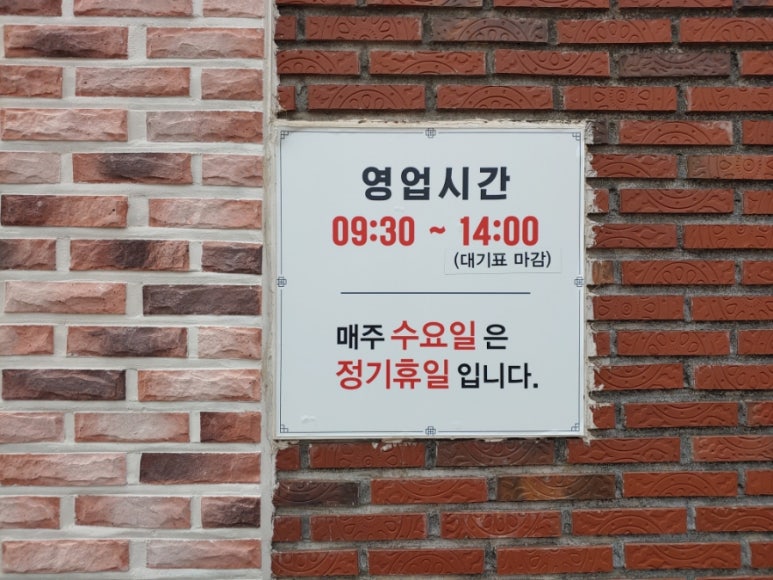 영업시간
09:30 ~ 14:00
(대기표 마감)
매주 수요일 은
정기휴일 입니다.